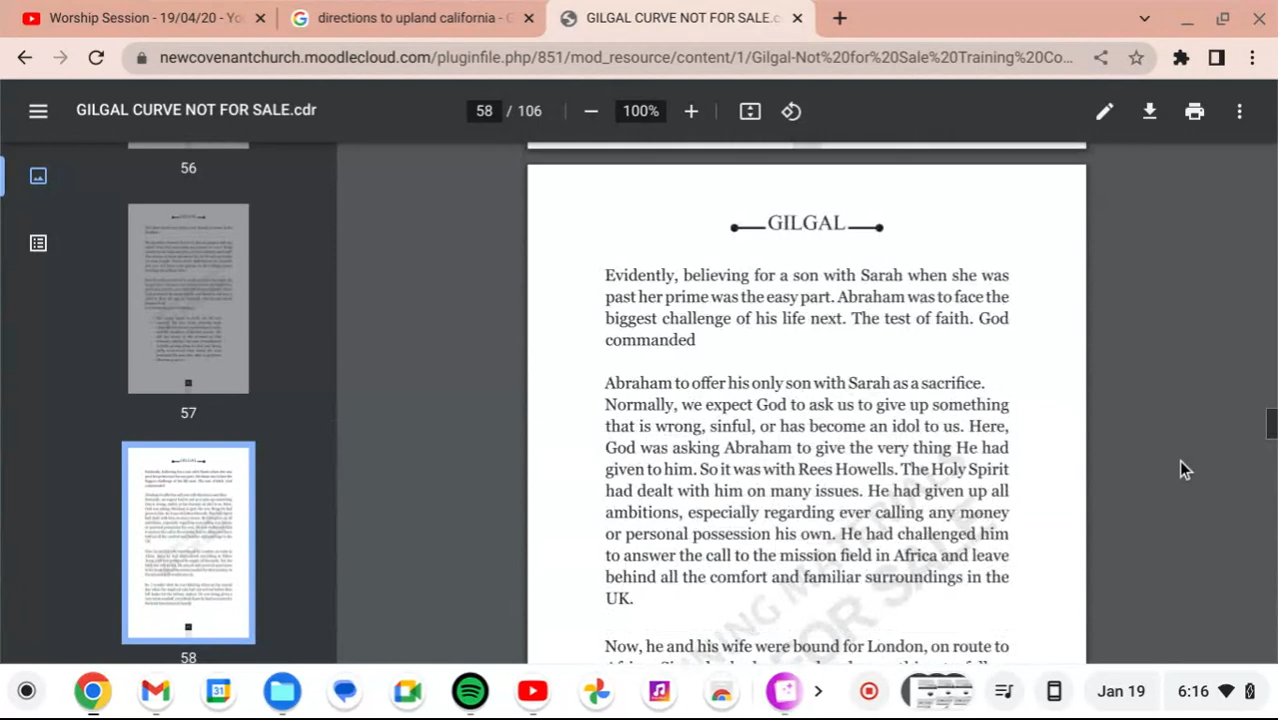 Worship Session - 19/04/20 - Yo
directions to upland california - G
GILGAL CURVE NOT FOR SALE.c
newcovenantchurch.moodlecloud.com/pluginfile.php/851/mod_resource/content/1/Gilgal-Not%20for%20Sale%20Training%20Co...
GILGAL CURVE NOT FOR SALE.cdr
58 / 106
100%
56
57
58
GILGAL
Evidently, believing for a son with Sarah when she was
past her prime was the easy part. Abraham was to face the
biggest challenge of his life next. The test of faith. God
commanded
Abraham to offer his only son with Sarah as a sacrifice.
Normally, we expect God to ask us to give up something
that is wrong, sinful, or has become an idol to us. Here,
God was asking Abraham to give the very thing He had
given to him. So it was with Rees Howells. The Holy Spirit
had dealt with him on many issues. He had given up all
ambitions, especially regarding ever calling any money
or personal possession his own. He had challenged him
to answer the call to the mission field in Africa and leave
behind all the comfort and familiar surroundings in the
UK.
Now, he and his wife were bound for London, on route to
Jan 19
6:16